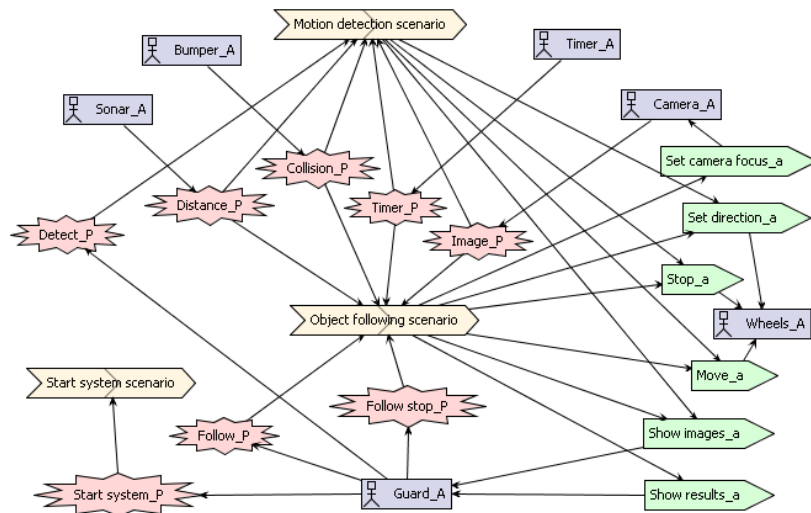 Motion detection scenario
Bumper_A
Timer_A
Sonar_A
Camera_A
Collision_P
Set camera focus_a
Distance_P
Timer_P
Set direction_a
Detect_P
Image_P
Stop_a
Object following scenario
Wheels_A
Start system scenario
Move_a
Follow stop_P
Follow_P
Show images_a
Start system_P
Guard_A
Show results_a